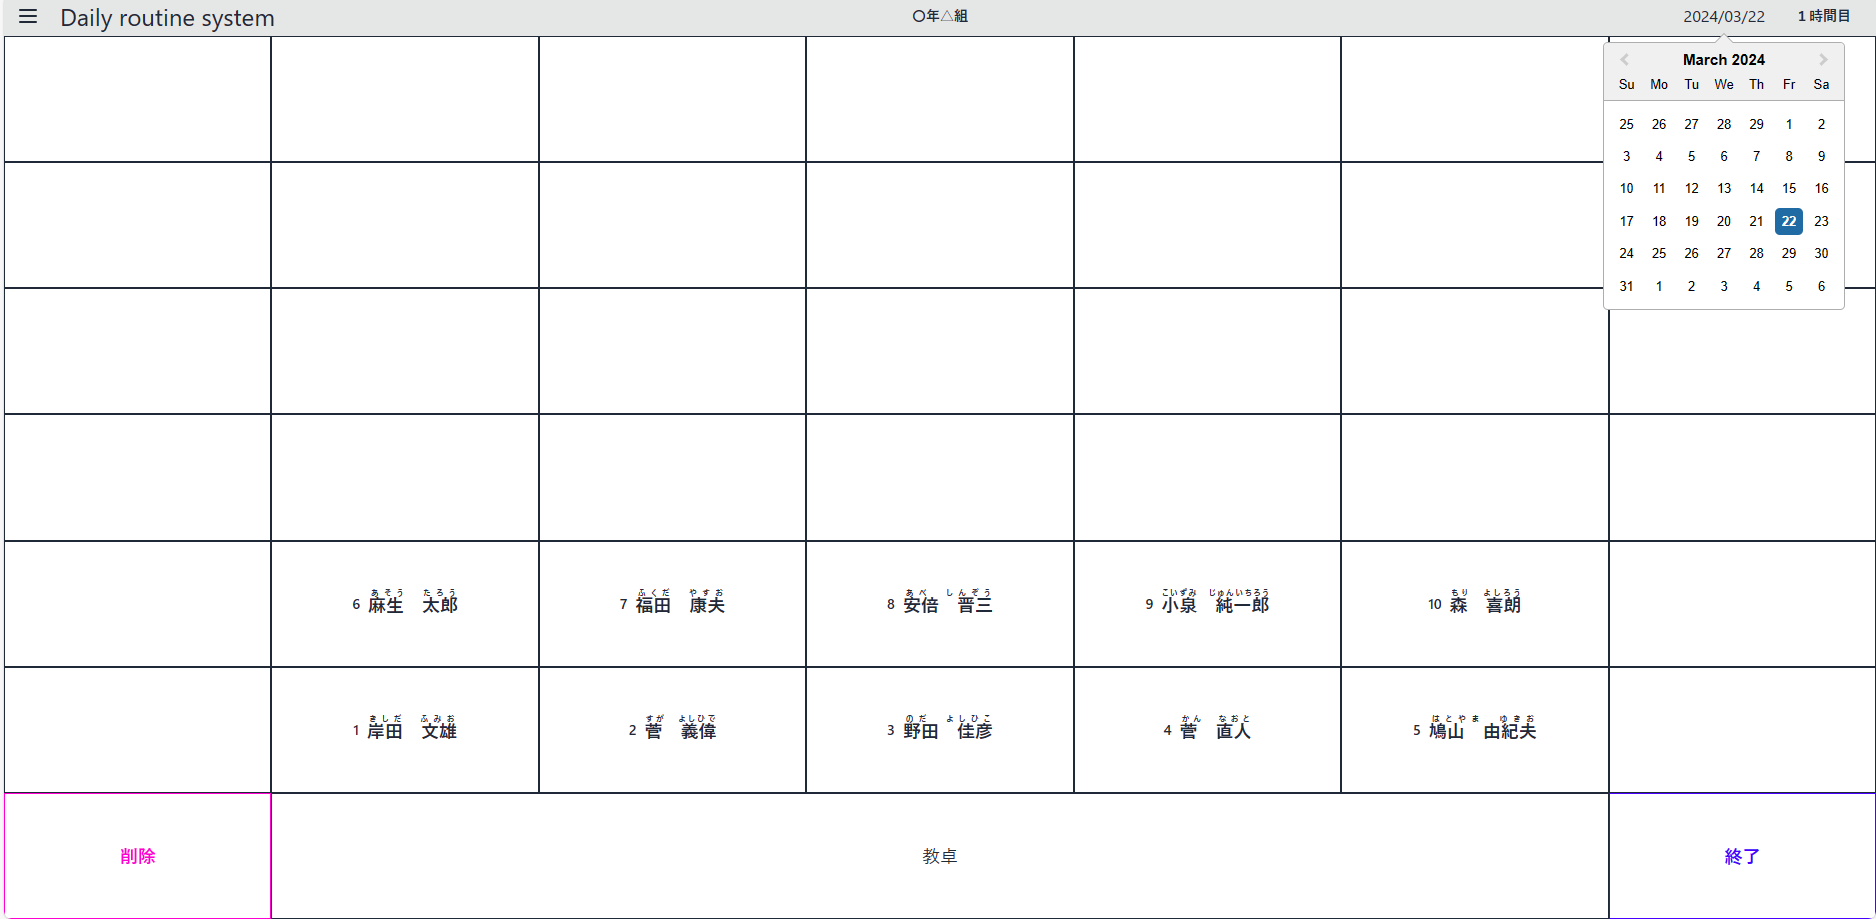 Daily routine system 〇年△組 2024/03/22 1 時間目
March 2024
Su Mo Tu We Th Fr Sa
25 26 27 28 29 1 2
3 4 5 6 7 8 9
10 11 12 13 14 15 16
17 18 19 20 21 22 23
24 25 26 27 28 29 30
31 1 2 3 4 5 6
あそう たろう ふくだ やすお あべ しんぞう こいずみ じゅんいちろう もり よしろう
6 麻生 太郎 7 福田 康夫 8 安倍 晋三 9 小泉 純一郎 10 森 喜朗
きしだ ふみお すが よしひで のだ よしひこ かん なおと はとやま ゆきお
1 岸田 文雄 2 菅 義偉 3 野田 佳彦 4 菅 直人 5 鳩山 由紀夫
削除 教卓 終了